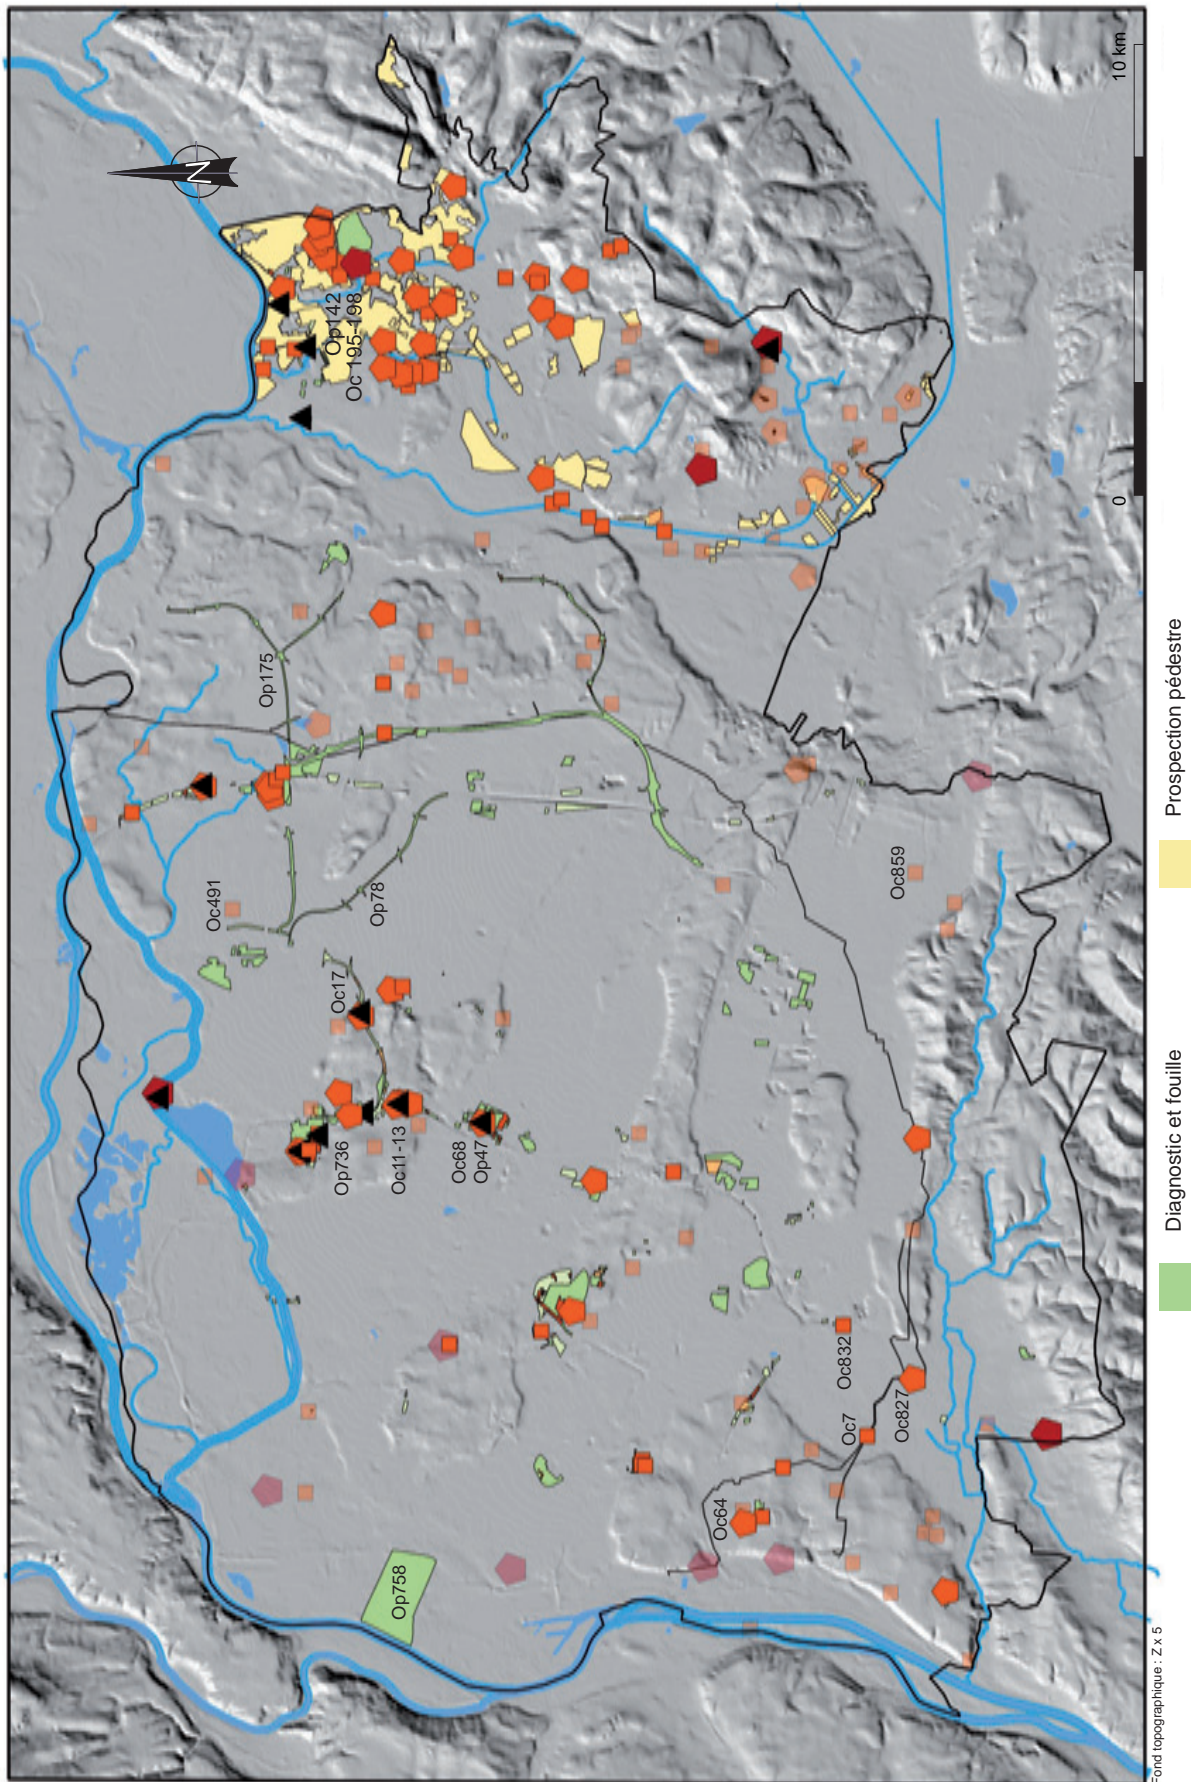 N
Op142
Oc 195-198
Op175
Oc491
Op78
Oc17
Op736
Oc11-13
Oc68
Op47
Op758
Oc64
Oc7
Oc827
Oc832
Oc859
0
10 km
Fond topographique : Z x 5
Diagnostic et fouille
Prospection pédestre